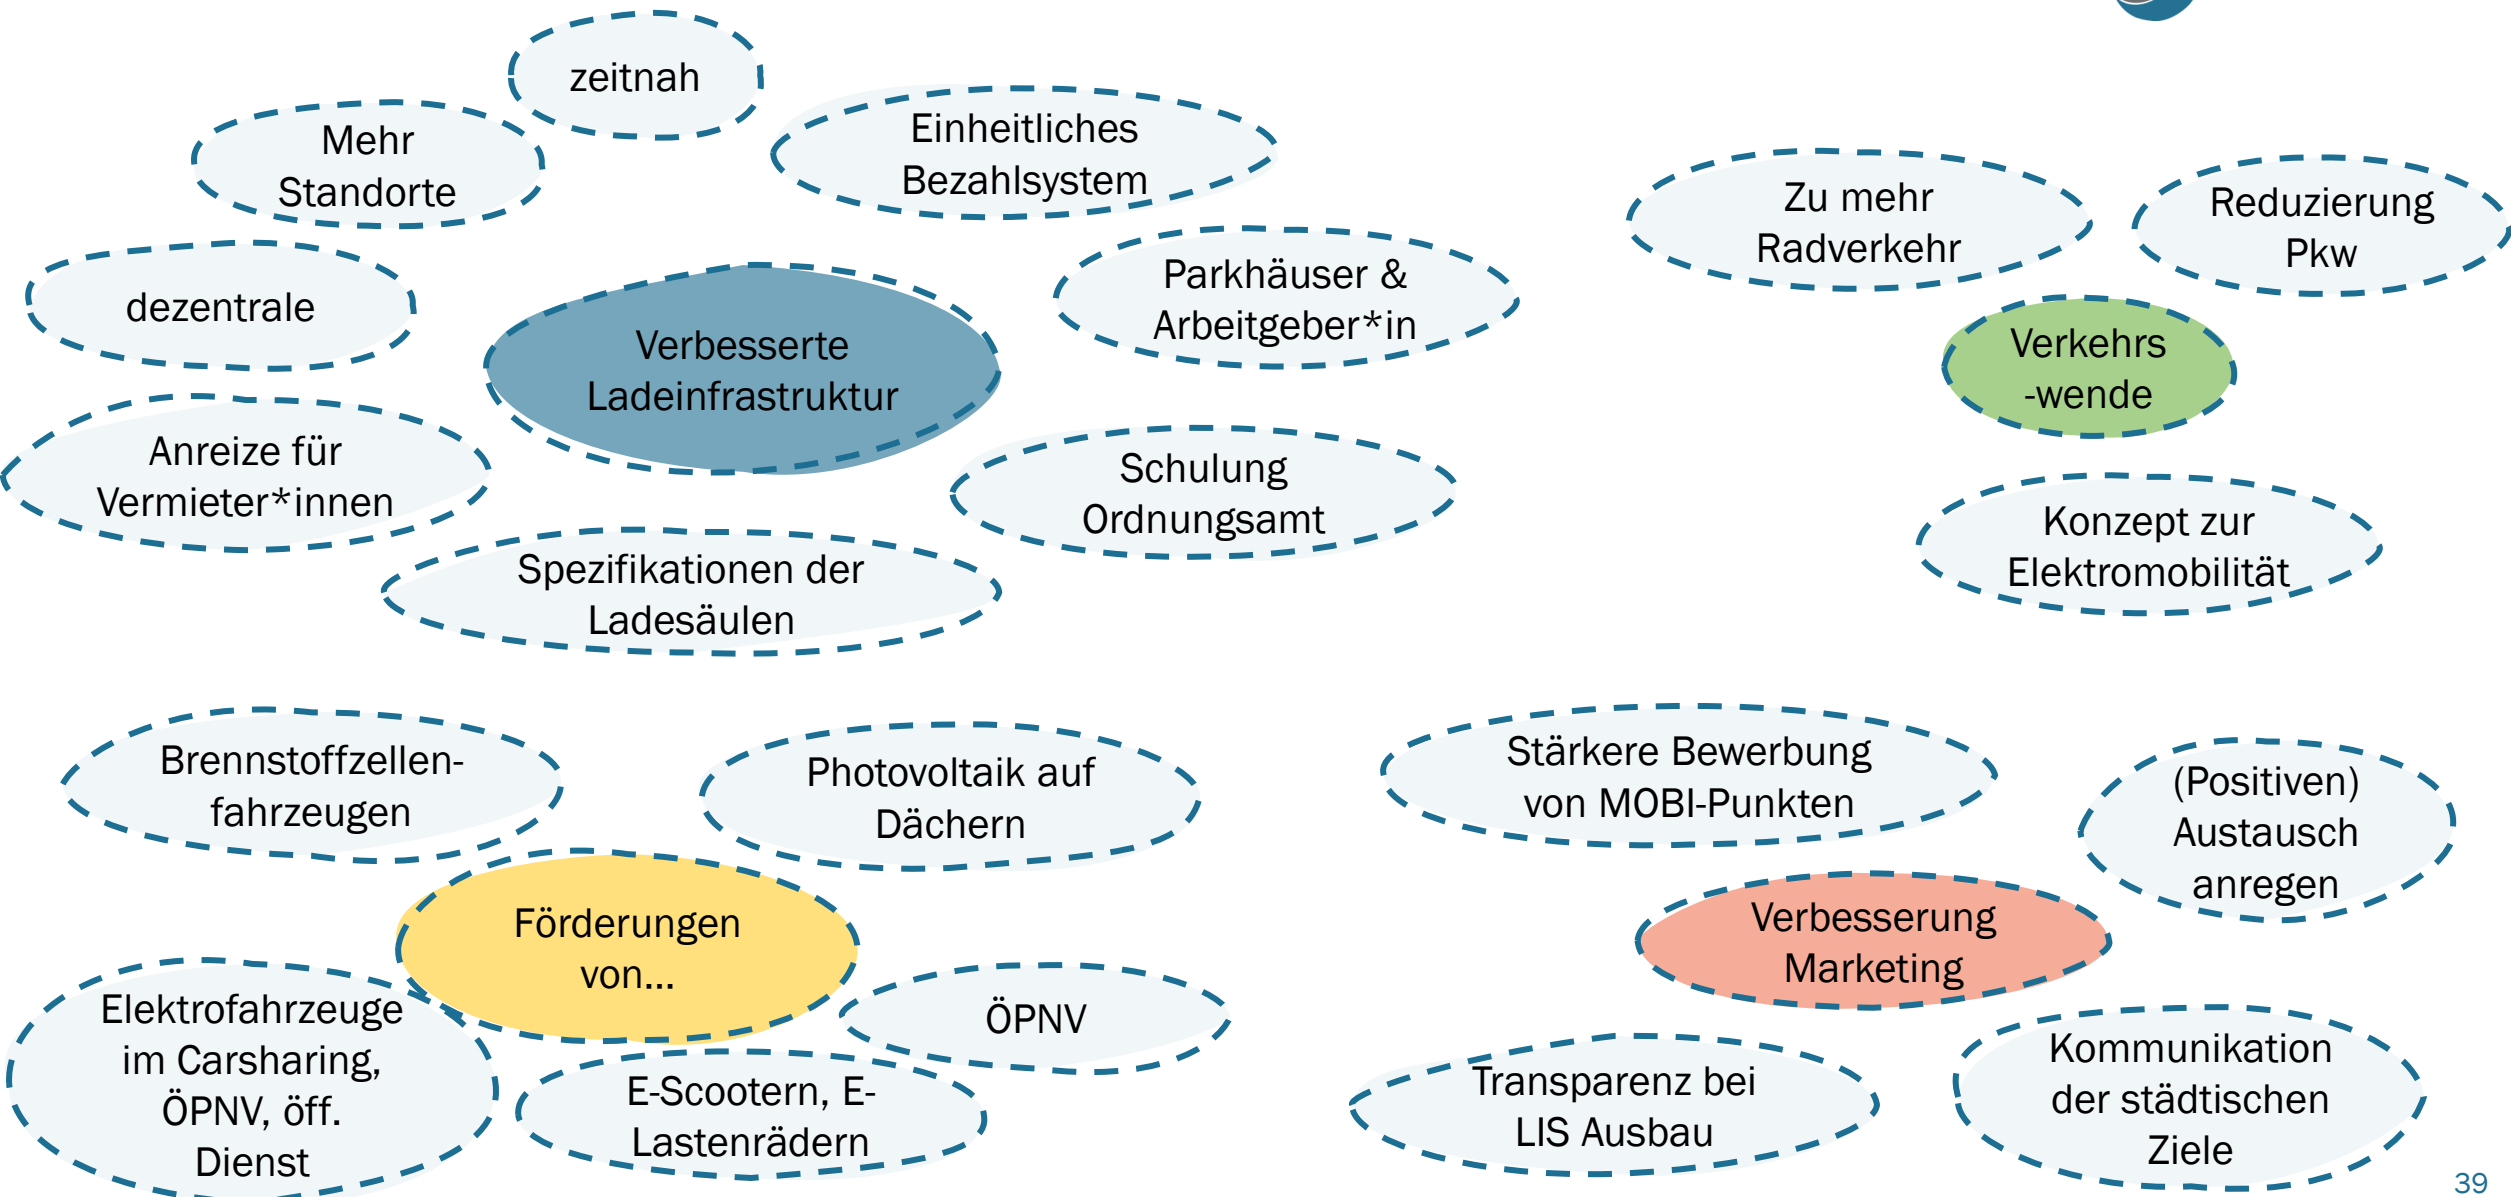 zeitnah
Mehr
Standorte
Einheitliches
Bezahlsystem
dezentrale
Parkhäuser &
Arbeitgeber*in
Verbesserte
Ladeinfrastruktur
Anreize für
Vermieter*innen
Schulung
Ordnungsamt
Spezifikationen der
Ladesäulen
Zu mehr
Radverkehr
Reduzierung
Pkw
Verkehrs
-wende
Konzept zur
Elektromobilität
Brennstoffzellen-
fahrzeugen
Photovoltaik auf
Dächern
Förderungen
von...
Elektrofahrzeuge
im Carsharing,
ÖPNV, öff.
Dienst
ÖPNV
E-Scootern, E-
Lastenrädern
Stärkere Bewerbung
von MOBI-Punkten
(Positiven)
Austausch
anregen
Verbesserung
Marketing
Transparenz bei
LIS Ausbau
Kommunikation
der städtischen
Ziele
39